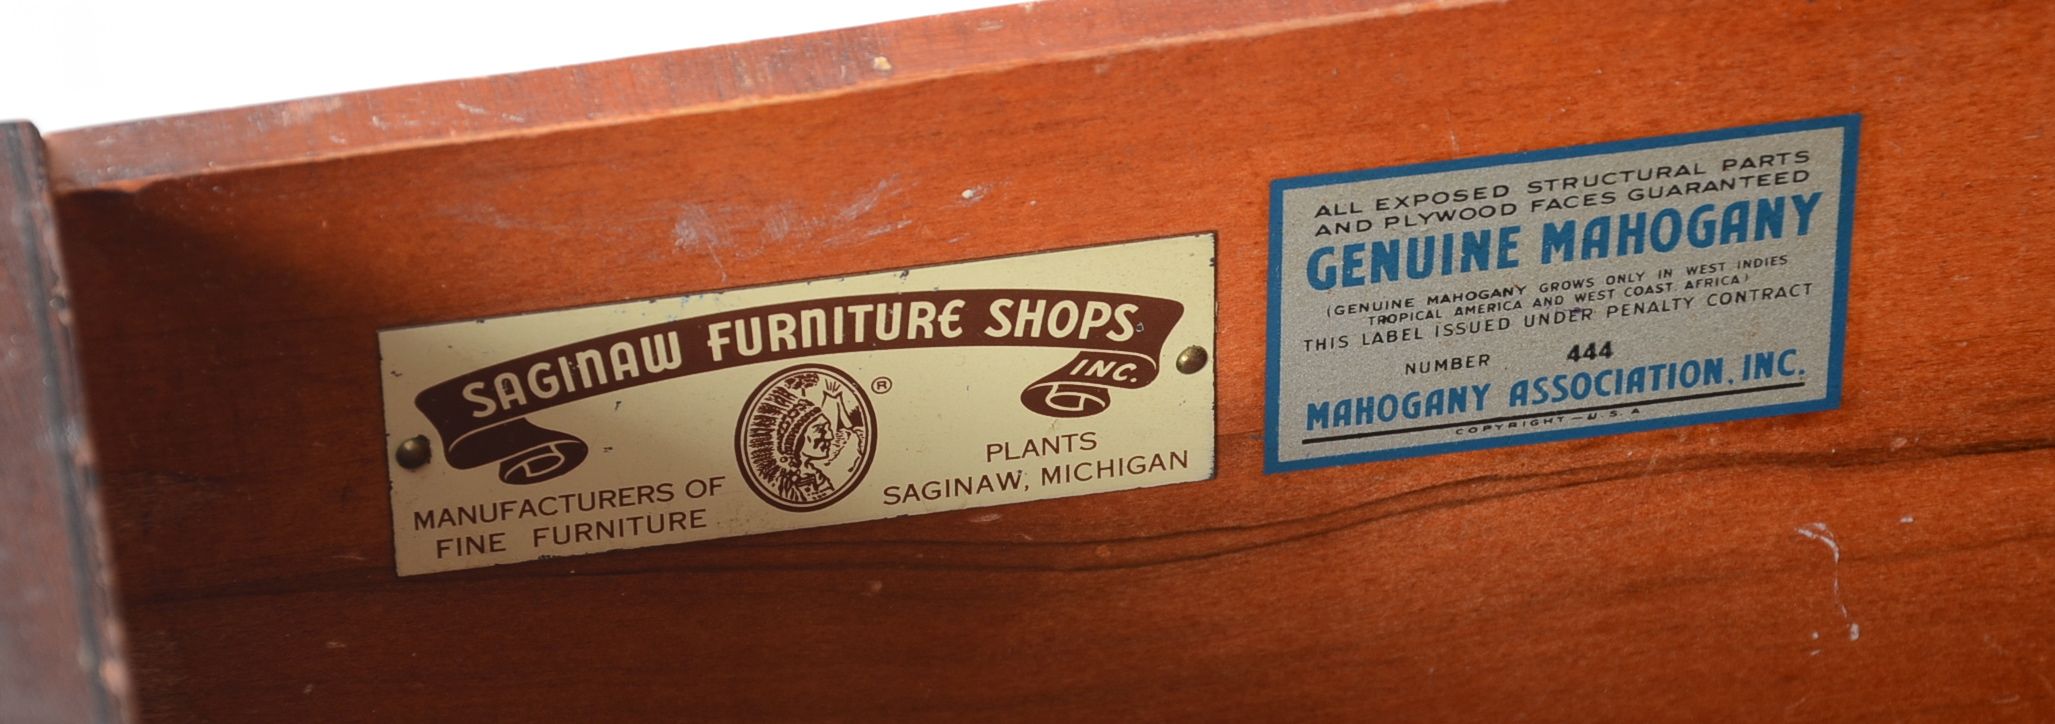 SAGINAW FURNITURE SHOPS
INC.
®
MANUFACTURERS OF
FINE FURNITURE
PLANTS
SAGINAW, MICHIGAN
ALL EXPOSED STRUCTURAL PARTS
AND PLYWOOD FACES GUARANTEED
GENUINE MAHOGANY
(GENUINE MAHOGANY GROWS ONLY IN WEST INDIES
TROPICAL AMERICA AND WEST COAST AFRICA)
THIS LABEL ISSUED UNDER PENALTY CONTRACT
NUMBER 444
MAHOGANY ASSOCIATION, INC.
COPYRIGHT — U. S. A